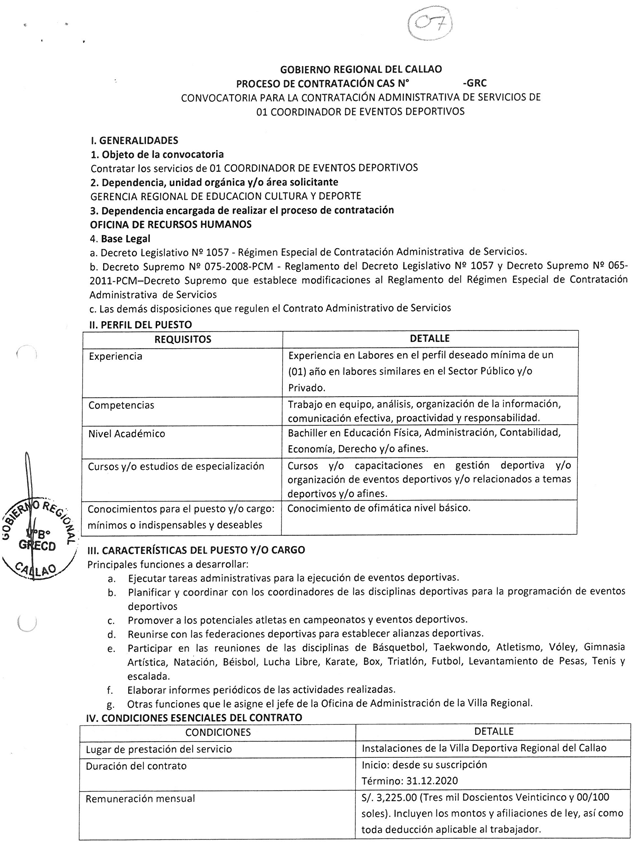 07
GOBIERNO REGIONAL DEL CALLAO
PROCESO DE CONTRATACIÓN CAS N° -GRC
CONVOCATORIA PARA LA CONTRATACIÓN ADMINISTRATIVA DE SERVICIOS DE
01 COORDINADOR DE EVENTOS DEPORTIVOS
I. GENERALIDADES
1. Objeto de la convocatoria
Contratar los servicios de 01 COORDINADOR DE EVENTOS DEPORTIVOS
2. Dependencia, unidad orgánica y/o área solicitante
GERENCIA REGIONAL DE EDUCACION CULTURA Y DEPORTE
3. Dependencia encargada de realizar el proceso de contratación
OFICINA DE RECURSOS HUMANOS
4. Base Legal
a. Decreto Legislativo Nº 1057 - Régimen Especial de Contratación Administrativa de Servicios.
b. Decreto Supremo Nº 075-2008-PCM - Reglamento del Decreto Legislativo Nº 1057 y Decreto Supremo Nº 065-
2011-PCM–Decreto Supremo que establece modificaciones al Reglamento del Régimen Especial de Contratación
Administrativa de Servicios
c. Las demás disposiciones que regulen el Contrato Administrativo de Servicios
II. PERFIL DEL PUESTO
REQUISITOS DETALLE
Experiencia Experiencia en Labores en el perfil deseado mínima de un
(01) año en labores similares en el Sector Público y/o
Privado.
Competencias Trabajo en equipo, análisis, organización de la información,
comunicación efectiva, proactividad y responsabilidad.
Nivel Académico Bachiller en Educación Física, Administración, Contabilidad,
Economía, Derecho y/o afines.
Cursos y/o estudios de especialización Cursos y/o capacitaciones en gestión deportiva y/o
organización de eventos deportivos y/o relacionados a temas
deportivos y/o afines.
Conocimientos para el puesto y/o cargo: Conocimiento de ofimática nivel básico.
mínimos o indispensables y deseables
GOBIERNO REGIONAL
V°B°
GRECD
CALLAO
III. CARACTERÍSTICAS DEL PUESTO Y/O CARGO
Principales funciones a desarrollar:
a. Ejecutar tareas administrativas para la ejecución de eventos deportivas.
b. Planificar y coordinar con los coordinadores de las disciplinas deportivas para la programación de eventos
deportivos
c. Promover a los potenciales atletas en campeonatos y eventos deportivos.
d. Reunirse con las federaciones deportivas para establecer alianzas deportivas.
e. Participar en las reuniones de las disciplinas de Básquetbol, Taekwondo, Atletismo, Vóley, Gimnasia
Artística, Natación, Béisbol, Lucha Libre, Karate, Box, Triatlón, Futbol, Levantamiento de Pesas, Tenis y
escalada.
f. Elaborar informes periódicos de las actividades realizadas.
g. Otras funciones que le asigne el jefe de la Oficina de Administración de la Villa Regional.
IV. CONDICIONES ESENCIALES DEL CONTRATO
CONDICIONES DETALLE
Lugar de prestación del servicio Instalaciones de la Villa Deportiva Regional del Callao
Duración del contrato Inicio: desde su suscripción
Término: 31.12.2020
Remuneración mensual S/. 3,225.00 (Tres mil Doscientos Veinticinco y 00/100
soles). Incluyen los montos y afiliaciones de ley, así como
toda deducción aplicable al trabajador.